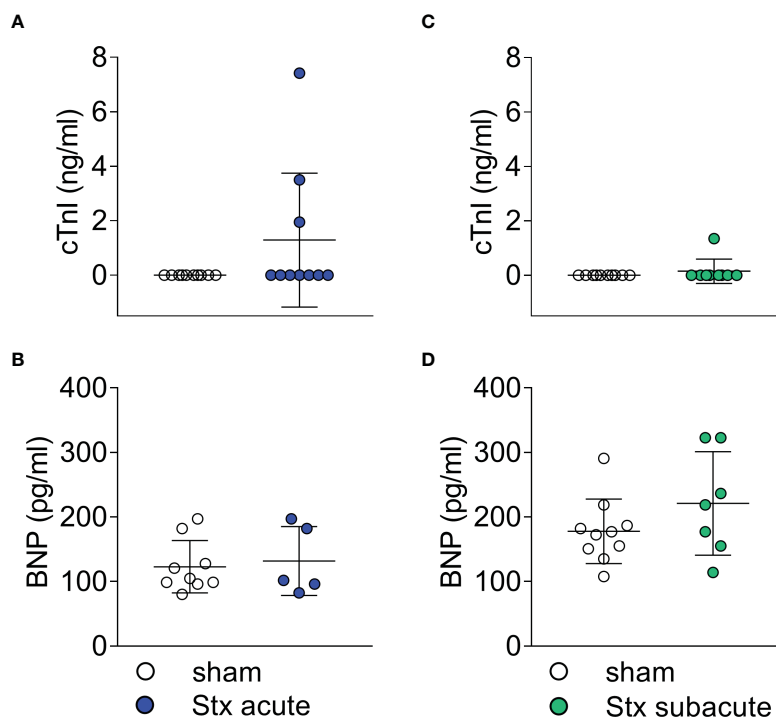 A
8
6
4
2
0
cTnI (ng/ml)
C
8
6
4
2
0
cTnI (ng/ml)
B
400
300
200
100
0
BNP (pg/ml)
sham
Stx acute
D
400
300
200
100
0
BNP (pg/ml)
sham
Stx subacute